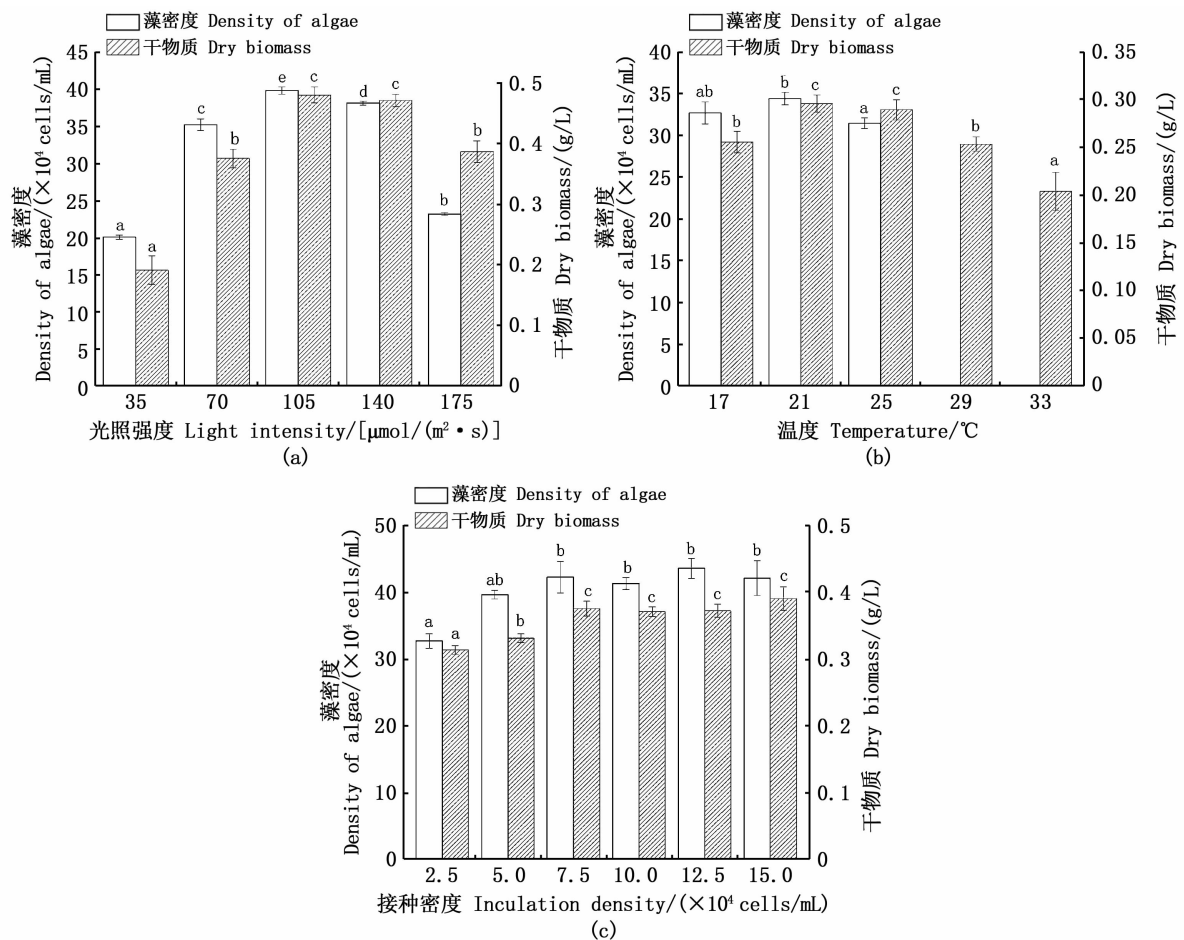 藻密度 Density of algae
干物质 Dry biomass
藻密度
Density of algae/(×10⁴ cells/mL)
45
40
35
30
25
20
15
10
5
0
a
a
c
b
e
c
d
c
b
b
0.5
0.4
0.3
0.2
0.1
0
干物质 Dry biomass/(g/L)
35 70 105 140 175
光照强度 Light intensity/[μmol/(m²·s)]
(a)
藻密度 Density of algae
干物质 Dry biomass
藻密度
Density of algae/(×10⁴ cells/mL)
40
35
30
25
20
15
10
5
0
ab
b
b
c
a
c
b
a
0.35
0.30
0.25
0.20
0.15
0.10
0.05
0
干物质 Dry biomass/(g/L)
17 21 25 29 33
温度 Temperature/℃
(b)
藻密度 Density of algae
干物质 Dry biomass
藻密度
Density of algae/(×10⁴ cells/mL)
50
40
30
20
10
0
a
a
ab
b
b
c
b
c
b
c
b
c
0.5
0.4
0.3
0.2
0.1
0
干物质 Dry biomass/(g/L)
2.5 5.0 7.5 10.0 12.5 15.0
接种密度 Inculation density/(×10⁴ cells/mL)
(c)